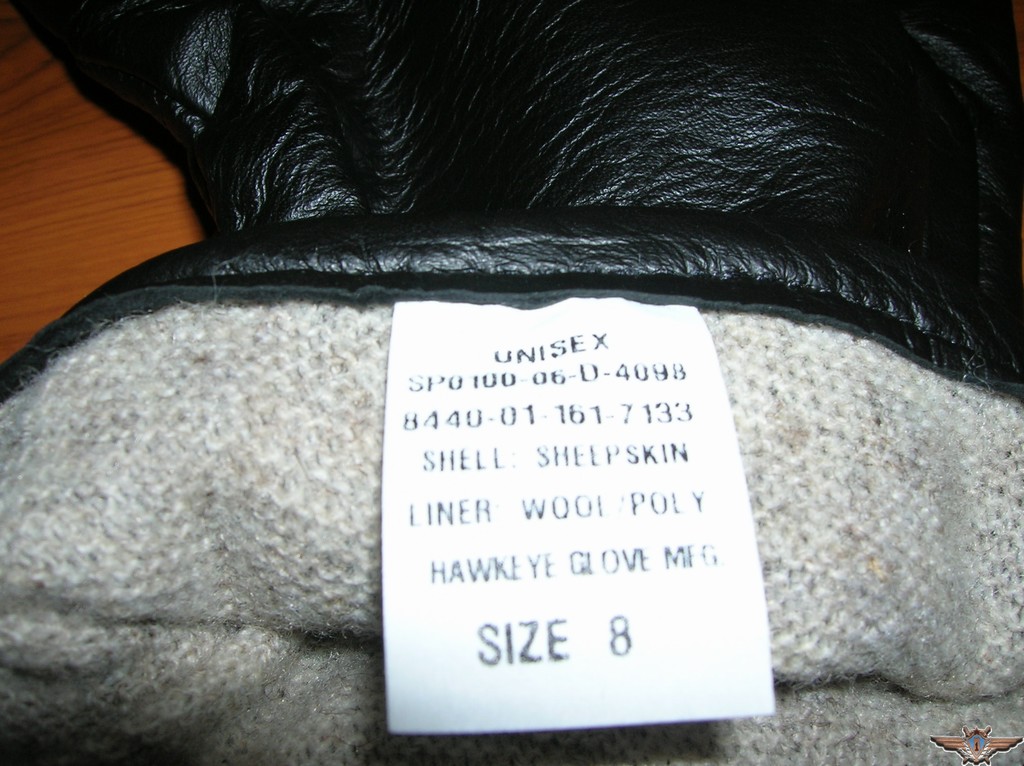 UNISEX
SP0100-06-D-4098
8440-01-161-7133
SHELL: SHEEPSKIN
LINER: WOOL/POLY
HAWKEYE GLOVE MFG.
SIZE 8